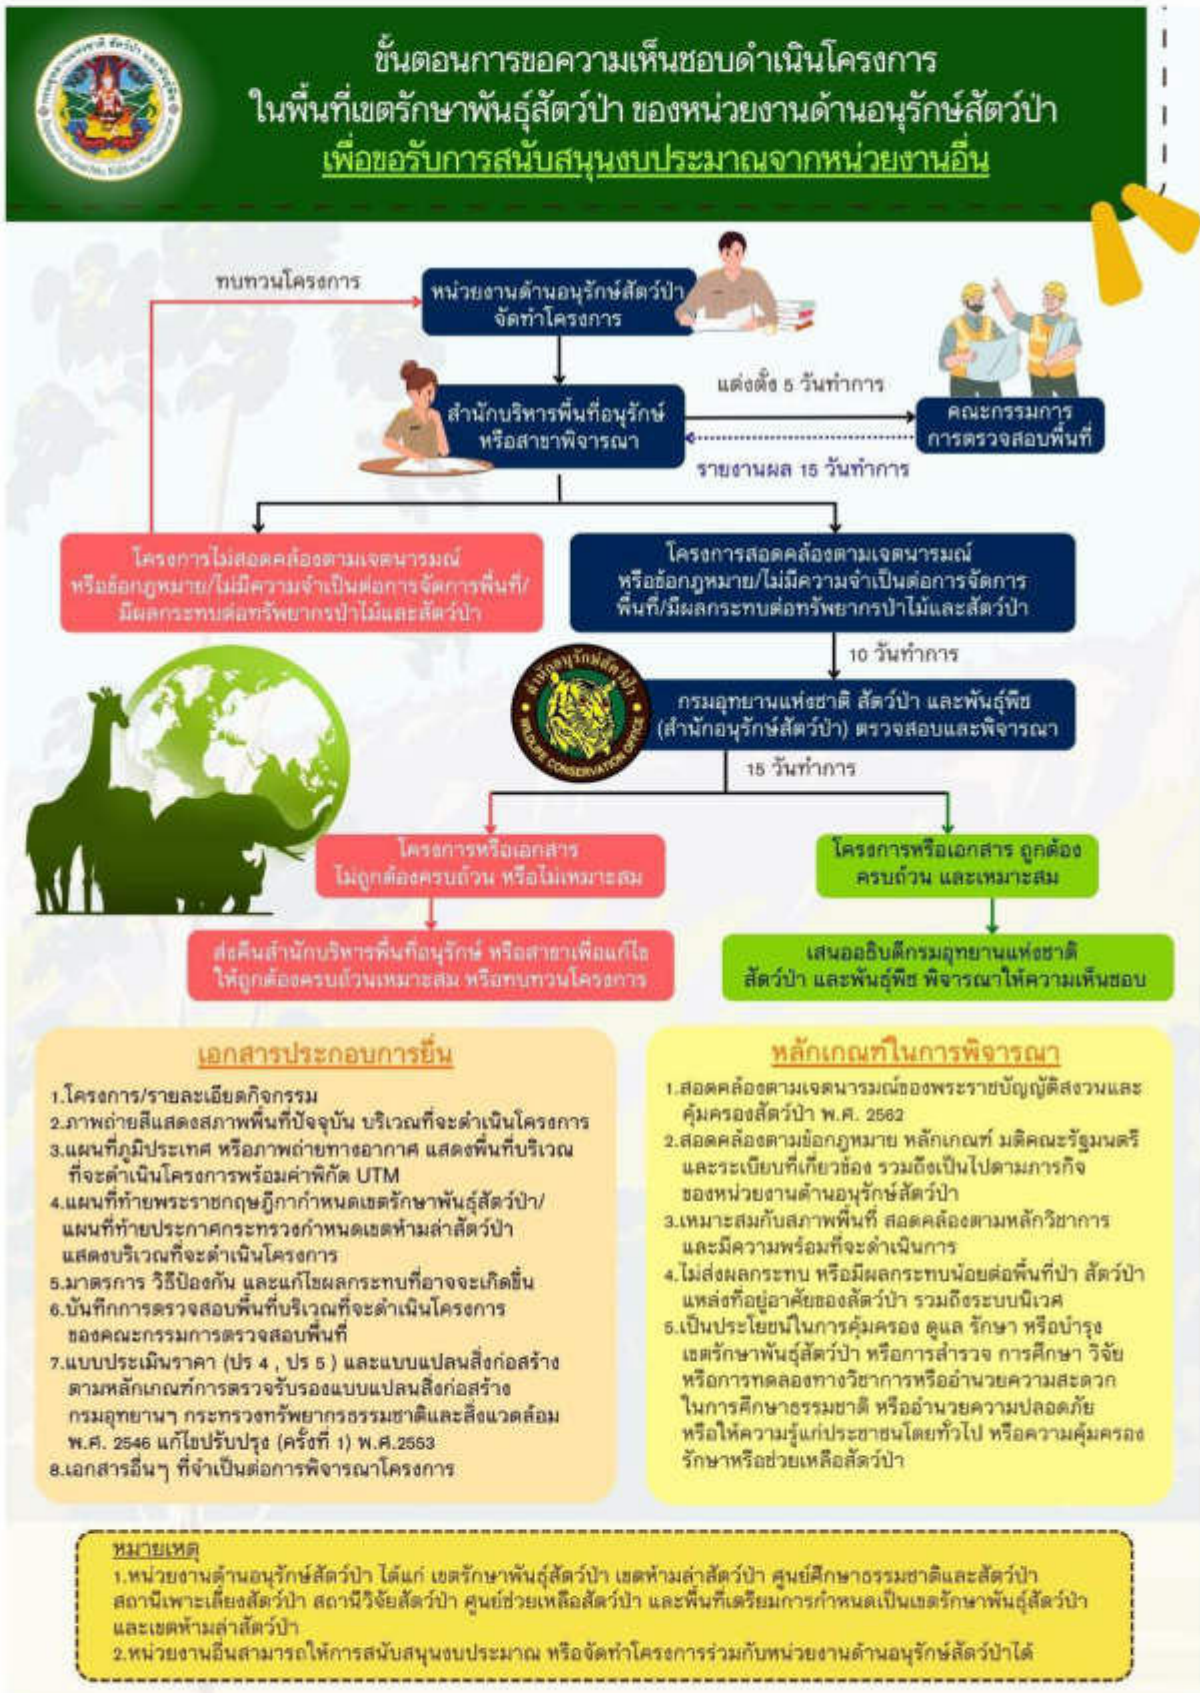 ขั้นตอนการขอความเห็นชอบดำเนินโครงการ
ในพื้นที่เขตรักษาพันธุ์สัตว์ป่า ของหน่วยงานด้านอนุรักษ์สัตว์ป่า
เพื่อขอรับการสนับสนุนงบประมาณจากหน่วยงานอื่น
ทบทวนโครงการ
หน่วยงานด้านอนุรักษ์สัตว์ป่า
จัดทำโครงการ
แต่งตั้ง 5 วันทำการ
สำนักบริหารพื้นที่อนุรักษ์
หรือสาขาพิจารณา
คณะกรรมการ
การตรวจสอบพื้นที่
รายงานผล 15 วันทำการ
โครงการไม่สอดคล้องตามเจตนารมณ์
หรือข้อกฎหมาย/ไม่มีความจำเป็นต่อการจัดการพื้นที่/
มีผลกระทบต่อทรัพยากรป่าไม้และสัตว์ป่า
โครงการสอดคล้องตามเจตนารมณ์
หรือข้อกฎหมาย/ไม่มีความจำเป็นต่อการจัดการ
พื้นที่/มีผลกระทบต่อทรัพยากรป่าไม้และสัตว์ป่า
10 วันทำการ
สำนักอนุรักษ์สัตว์ป่า
WILDLIFE CONSERVATION OFFICE
กรมอุทยานแห่งชาติ สัตว์ป่า และพันธุ์พืช
(สำนักอนุรักษ์สัตว์ป่า) ตรวจสอบและพิจารณา
15 วันทำการ
โครงการหรือเอกสาร
ไม่ถูกต้องครบถ้วน หรือไม่เหมาะสม
โครงการหรือเอกสาร ถูกต้อง
ครบถ้วน และเหมาะสม
ส่งคืนสำนักบริหารพื้นที่อนุรักษ์ หรือสาขาเพื่อแก้ไข
ให้ถูกต้องครบถ้วนเหมาะสม หรือทบทวนโครงการ
เสนออธิบดีกรมอุทยานแห่งชาติ
สัตว์ป่า และพันธุ์พืช พิจารณาให้ความเห็นชอบ
เอกสารประกอบการยื่น
1.โครงการ/รายละเอียดกิจกรรม
2.ภาพถ่ายสีแสดงสภาพพื้นที่ปัจจุบัน บริเวณที่จะดำเนินโครงการ
3.แผนที่ภูมิประเทศ หรือภาพถ่ายทางอากาศ แสดงพื้นที่บริเวณ
ที่จะดำเนินโครงการพร้อมค่าพิกัด UTM
4.แผนที่ท้ายพระราชกฤษฎีกากำหนดเขตรักษาพันธุ์สัตว์ป่า/
แผนที่ท้ายประกาศกระทรวงกำหนดเขตห้ามล่าสัตว์ป่า
แสดงบริเวณที่จะดำเนินโครงการ
5.มาตรการ วิธีป้องกัน และแก้ไขผลกระทบที่อาจจะเกิดขึ้น
6.บันทึกการตรวจสอบพื้นที่บริเวณที่จะดำเนินโครงการ
ของคณะกรรมการตรวจสอบพื้นที่
7.แบบประเมินราคา (ปร 4 , ปร 5 ) และแบบแปลนสิ่งก่อสร้าง
ตามหลักเกณฑ์การตรวจรับรองแบบแปลนสิ่งก่อสร้าง
กรมอุทยานฯ กระทรวงทรัพยากรธรรมชาติและสิ่งแวดล้อม
พ.ศ. 2546 แก้ไขปรับปรุง (ครั้งที่ 1) พ.ศ.2553
8.เอกสารอื่นๆ ที่จำเป็นต่อการพิจารณาโครงการ
หลักเกณฑ์ในการพิจารณา
1.สอดคล้องตามเจตนารมณ์ของพระราชบัญญัติสงวนและ
คุ้มครองสัตว์ป่า พ.ศ. 2562
2.สอดคล้องตามข้อกฎหมาย หลักเกณฑ์ มติคณะรัฐมนตรี
และระเบียบที่เกี่ยวข้อง รวมถึงเป็นไปตามภารกิจ
ของหน่วยงานด้านอนุรักษ์สัตว์ป่า
3.เหมาะสมกับสภาพพื้นที่ สอดคล้องตามหลักวิชาการ
และมีความพร้อมที่จะดำเนินการ
4.ไม่ส่งผลกระทบ หรือมีผลกระทบน้อยต่อพื้นที่ป่า สัตว์ป่า
แหล่งที่อยู่อาศัยของสัตว์ป่า รวมถึงระบบนิเวศ
5.เป็นประโยชน์ในการคุ้มครอง ดูแล รักษา หรือบำรุง
เขตรักษาพันธุ์สัตว์ป่า หรือการสำรวจ การศึกษา วิจัย
หรือการทดลองทางวิชาการหรืออำนวยความสะดวก
ในการศึกษาธรรมชาติ หรืออำนวยความปลอดภัย
หรือให้ความรู้แก่ประชาชนโดยทั่วไป หรือความคุ้มครอง
รักษาหรือช่วยเหลือสัตว์ป่า
หมายเหตุ
1.หน่วยงานด้านอนุรักษ์สัตว์ป่า ได้แก่ เขตรักษาพันธุ์สัตว์ป่า เขตห้ามล่าสัตว์ป่า ศูนย์ศึกษาธรรมชาติและสัตว์ป่า
สถานีเพาะเลี้ยงสัตว์ป่า สถานีวิจัยสัตว์ป่า ศูนย์ช่วยเหลือสัตว์ป่า และพื้นที่เตรียมการกำหนดเป็นเขตรักษาพันธุ์สัตว์ป่า
และเขตห้ามล่าสัตว์ป่า
2.หน่วยงานอื่นสามารถให้การสนับสนุนงบประมาณ หรือจัดทำโครงการร่วมกับหน่วยงานด้านอนุรักษ์สัตว์ป่าได้